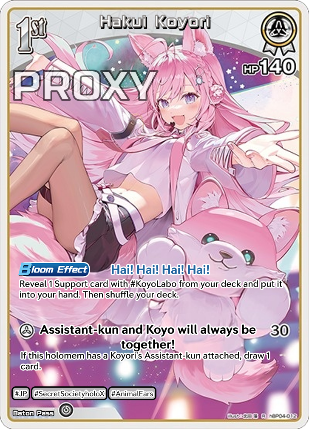 1st
Hakui Koyori
HP 140
PROXY
Bloom Effect Hai! Hai! Hai! Hai!
Reveal 1 Support card with #KoyoLabo from your deck and put it
into your hand. Then shuffle your deck.
Assistant-kun and Koyo will always be 30
together!
If this holomem has a Koyori's Assistant-kun attached, draw 1
card.
#JP #SecretSocietyholoX #AnimalEars
Baton Pass